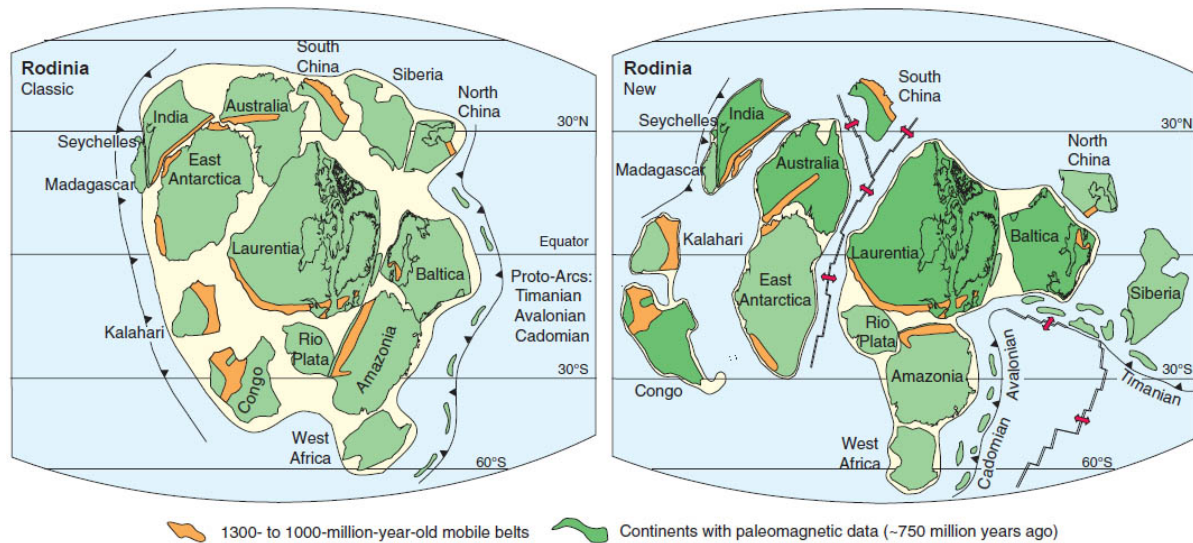 Rodinia
Classic
South
China
Siberia
North
China
India
Australia
30°N
Seychelles
East
Antarctica
Madagascar
Laurentia
Equator
Baltica
Proto-Arcs:
Timanian
Avalonian
Cadomian
Kalahari
Rio
Plata
Amazonia
Congo
30°S
West
Africa
60°S
Rodinia
New
South
China
India
30°N
Seychelles
North
China
Australia
Madagascar
Kalahari
Laurentia
Baltica
East
Antarctica
Siberia
Rio
Plata
Avalonian
Amazonia
30°S
Timanian
Congo
West
Africa
Cadomian
60°S
1300- to 1000-million-year-old mobile belts
Continents with paleomagnetic data (~750 million years ago)